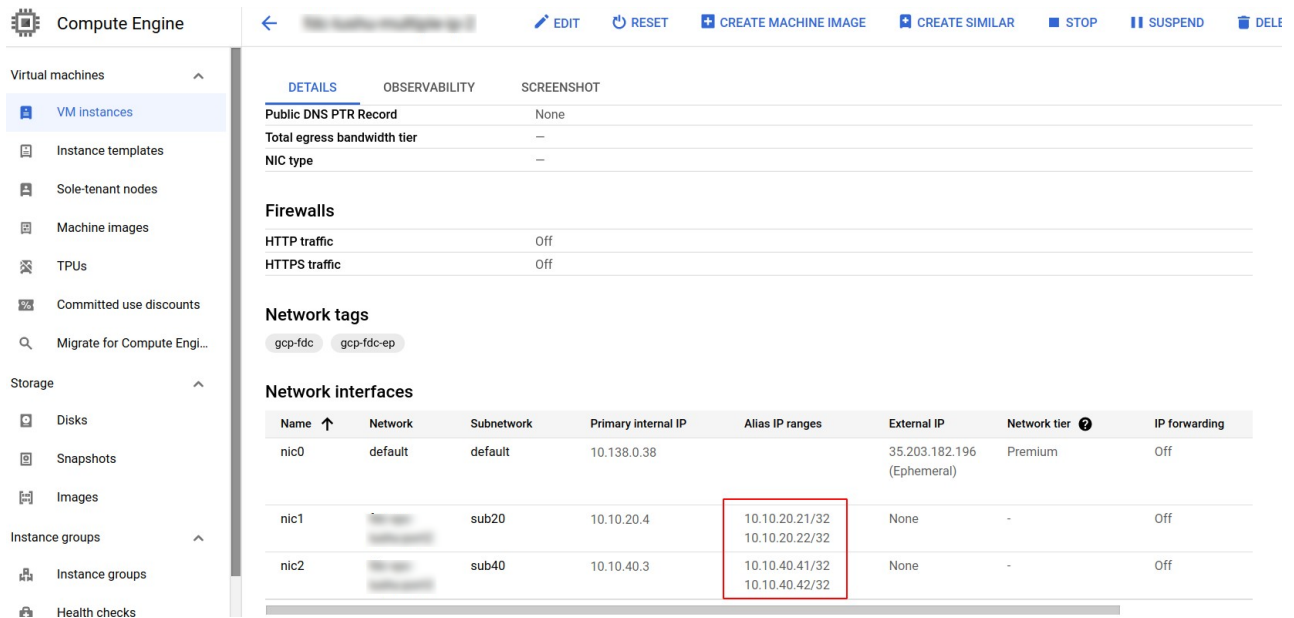 Compute Engine
EDIT RESET CREATE MACHINE IMAGE CREATE SIMILAR STOP SUSPEND DELE
Virtual machines
VM instances
Instance templates
Sole-tenant nodes
Machine images
TPUs
Committed use discounts
Migrate for Compute Engi...
Storage
Disks
Snapshots
Images
Instance groups
Instance groups
Health checks
DETAILS OBSERVABILITY SCREENSHOT
Public DNS PTR Record None
Total egress bandwidth tier —
NIC type —
Firewalls
HTTP traffic Off
HTTPS traffic Off
Network tags
gcp-fdc gcp-fdc-ep
Network interfaces
Name Network Subnetwork Primary internal IP Alias IP ranges External IP Network tier IP forwarding
nic0 default default 10.138.0.38 35.203.182.196 Premium Off
(Ephemeral)
nic1 sub20 10.10.20.4 10.10.20.21/32 None - Off
10.10.20.22/32
nic2 sub40 10.10.40.3 10.10.40.41/32 None - Off
10.10.40.42/32